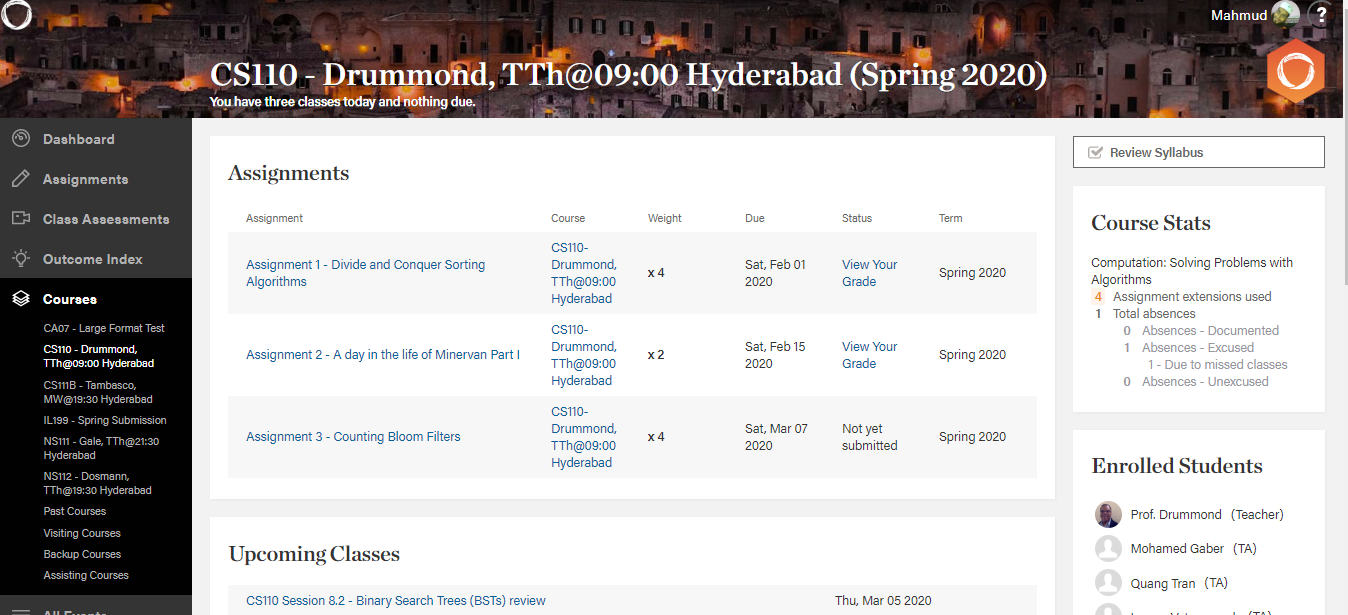 Mahmud ?
CS110 - Drummond, TTh@09:00 Hyderabad (Spring 2020)
You have three classes today and nothing due.
Dashboard
Assignments
Class Assessments
Outcome Index
Courses
CA07 - Large Format Test
CS110 - Drummond,
TTh@09:00 Hyderabad
CS111B - Tambasco,
MW@19:30 Hyderabad
IL199 - Spring Submission
NS111 - Gale, TTh@21:30
Hyderabad
NS112 - Dosmann,
TTh@19:30 Hyderabad
Past Courses
Visiting Courses
Backup Courses
Assisting Courses
All Events
Assignments
Assignment Course Weight Due Status Term
Assignment 1 - Divide and Conquer Sorting
Algorithms
CS110-
Drummond,
TTh@09:00
Hyderabad
x 4
Sat, Feb 01
2020
View Your
Grade
Spring 2020
Assignment 2 - A day in the life of Minervan Part I
CS110-
Drummond,
TTh@09:00
Hyderabad
x 2
Sat, Feb 15
2020
View Your
Grade
Spring 2020
Assignment 3 - Counting Bloom Filters
CS110-
Drummond,
TTh@09:00
Hyderabad
x 4
Sat, Mar 07
2020
Not yet
submitted
Spring 2020
Upcoming Classes
CS110 Session 8.2 - Binary Search Trees (BSTs) review Thu, Mar 05 2020
Review Syllabus
Course Stats
Computation: Solving Problems with
Algorithms
4 Assignment extensions used
1 Total absences
0 Absences - Documented
1 Absences - Excused
1 - Due to missed classes
0 Absences - Unexcused
Enrolled Students
Prof. Drummond (Teacher)
Mohamed Gaber (TA)
Quang Tran (TA)
(TA)